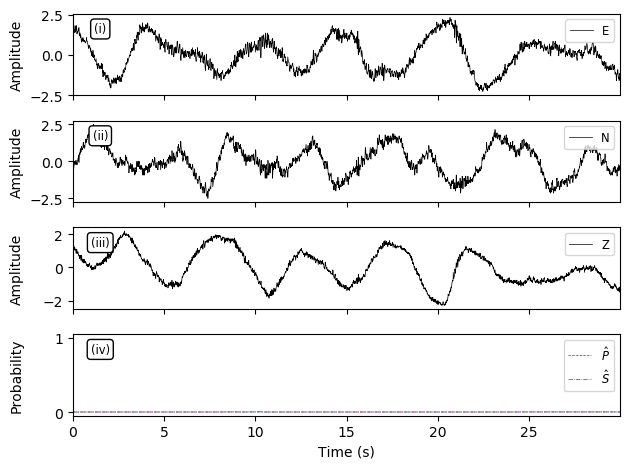 2.5
0.0
−2.5
Amplitude
(i)
E
2.5
0.0
−2.5
Amplitude
(ii)
N
2
0
−2
Amplitude
(iii)
Z
1
0
Probability
(iv)
P̂
Ŝ
0 5 10 15 20 25
Time (s)